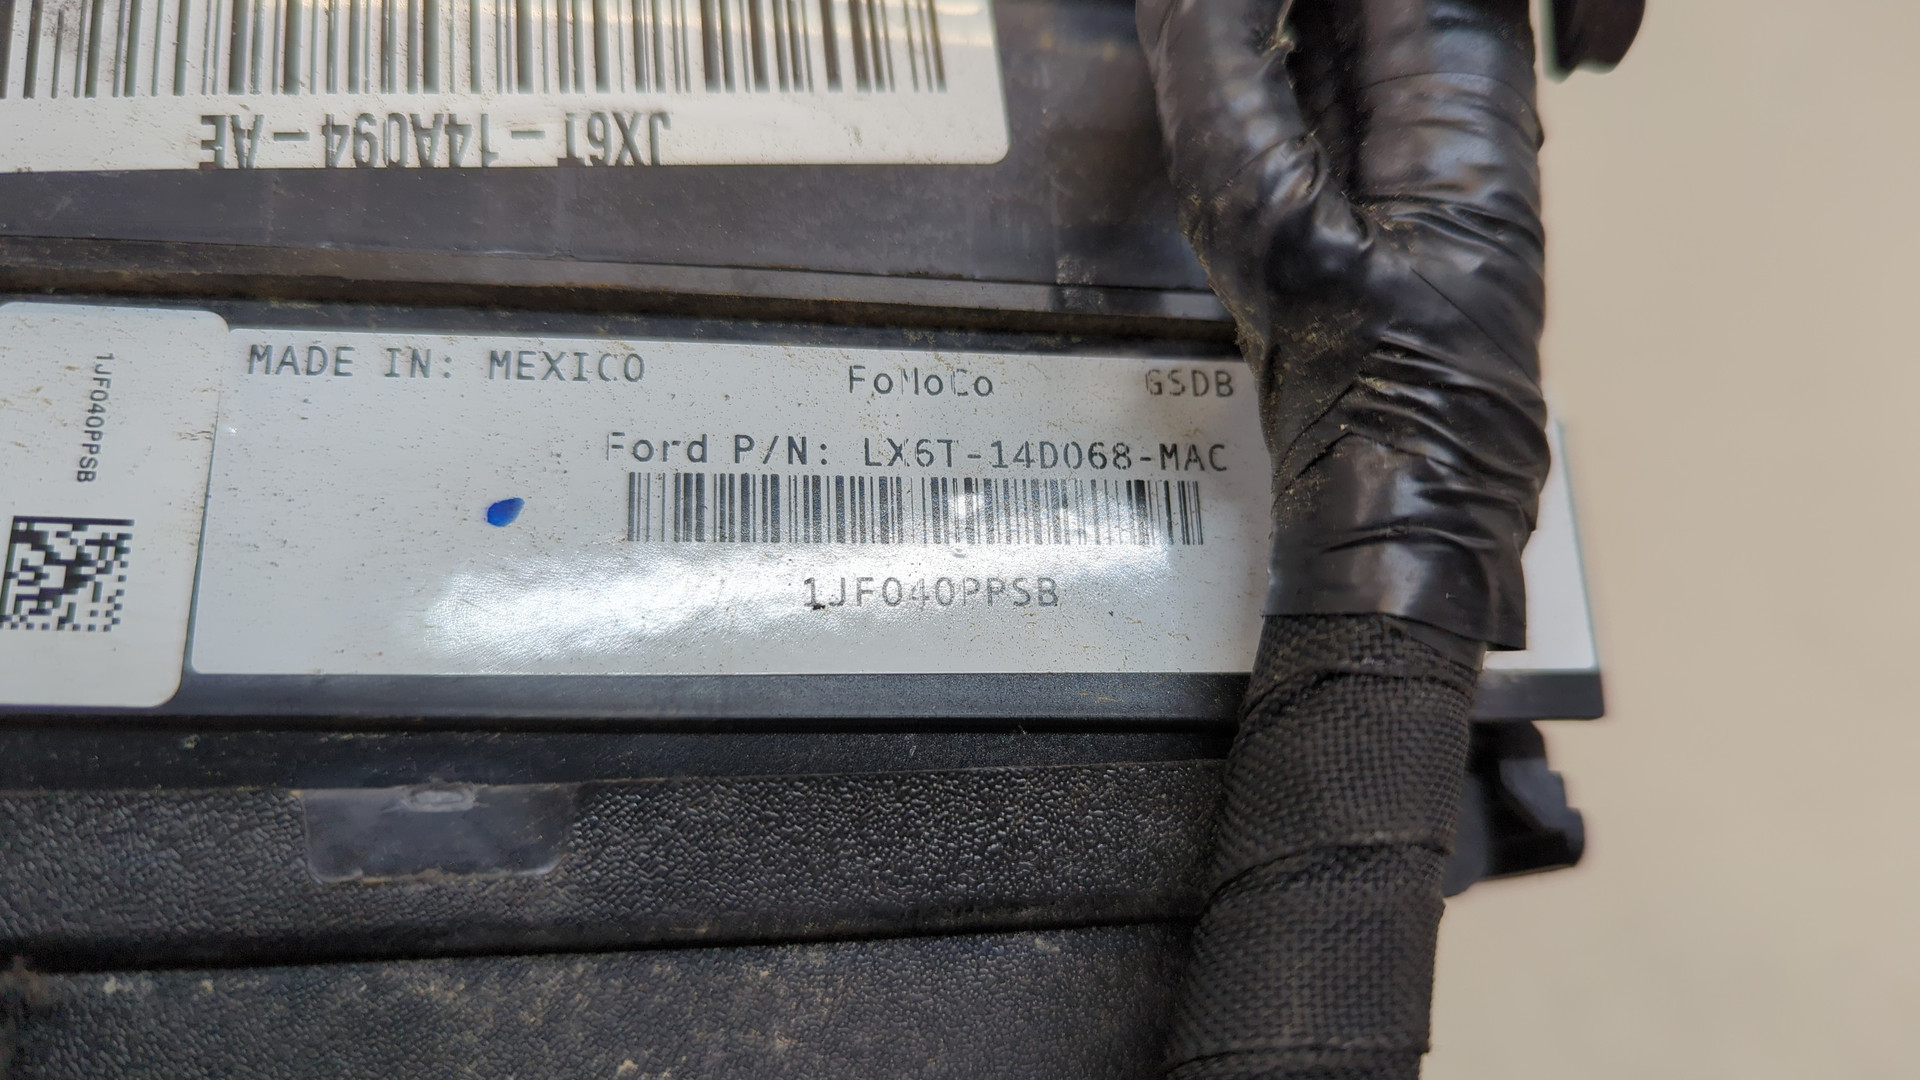 JX6T-14A094-AE
1JF040PPSB
MADE IN: MEXICO
FoMoCo
GSDB
Ford P/N: LX6T-14D068-MAC
1JF040PPSB